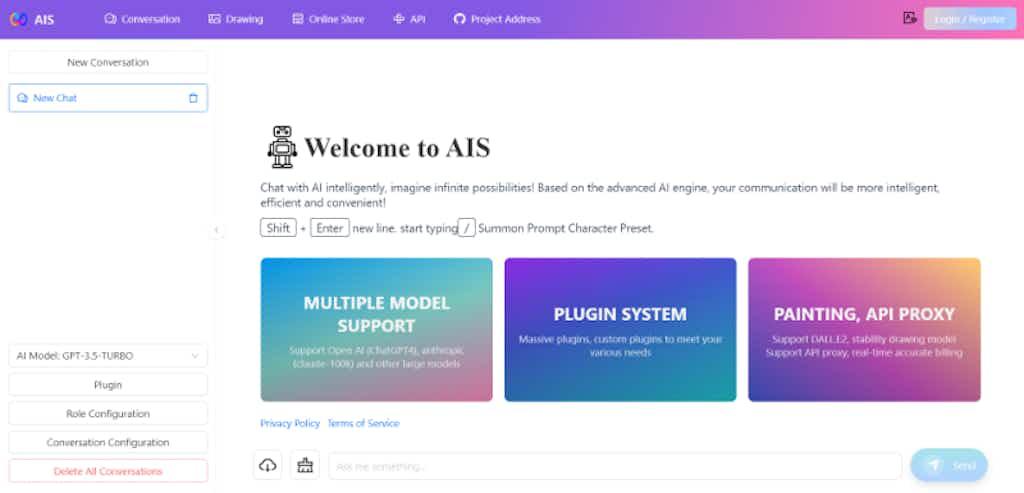 AIS
Conversation
Drawing
Online Store
API
Project Address
Login / Register
New Conversation
New Chat
Welcome to AIS
Chat with AI intelligently, imagine infinite possibilities! Based on the advanced AI engine, your communication will be more intelligent,
efficient and convenient!
Shift + Enter new line. start typing / Summon Prompt Character Preset.
MULTIPLE MODEL
SUPPORT
Support Open AI (ChatGPT4), anthropic,
(claude-100k) and other large models
PLUGIN SYSTEM
Massive plugins, custom plugins to meet your
various needs
PAINTING, API PROXY
Support DALL.E2, stability drawing model
Support API proxy, real-time accurate billing
AI Model: GPT-3.5-TURBO
Plugin
Role Configuration
Conversation Configuration
Delete All Conversations
Privacy Policy
Terms of Service
Ask me something...
Send